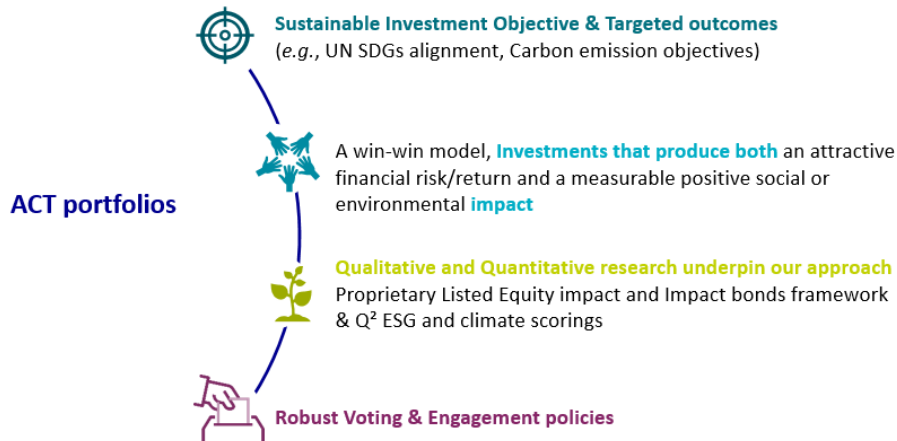 Sustainable Investment Objective & Targeted outcomes
(e.g., UN SDGs alignment, Carbon emission objectives)
A win-win model, Investments that produce both an attractive
financial risk/return and a measurable positive social or
environmental impact
ACT portfolios
Qualitative and Quantitative research underpin our approach
Proprietary Listed Equity impact and Impact bonds framework
& Q² ESG and climate scorings
Robust Voting & Engagement policies